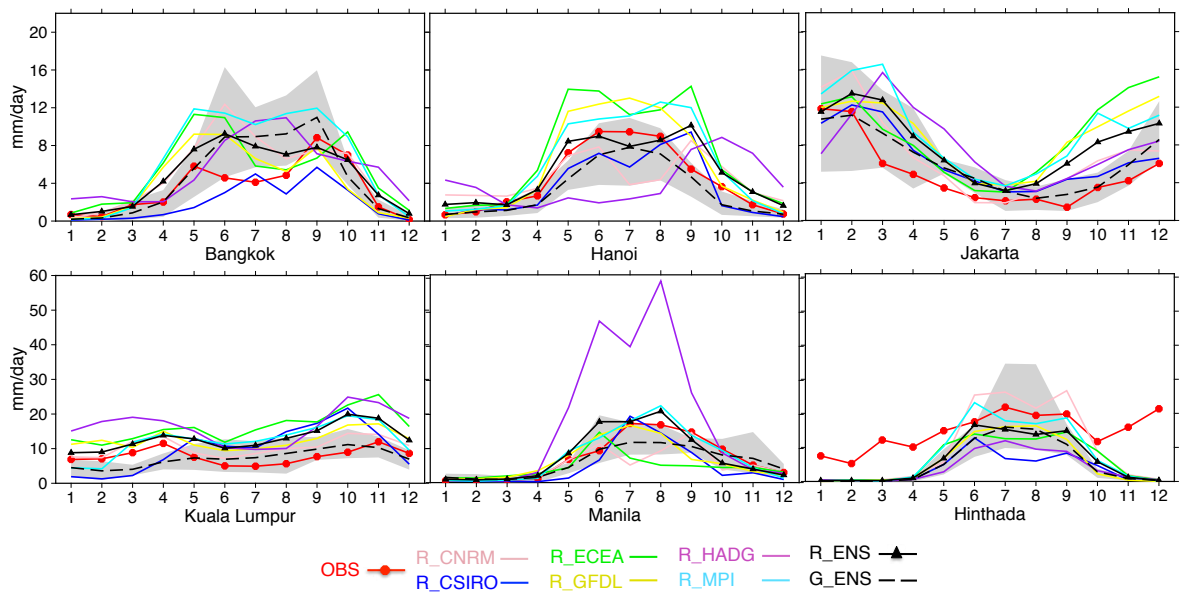 22
20
16
12
8
4
0
mm/day
1 2 3 4 5 6 7 8 9 10 11 12
Bangkok
1 2 3 4 5 6 7 8 9 10 11 12
Hanoi
1 2 3 4 5 6 7 8 9 10 11 12
Jakarta
60
50
40
30
20
10
0
mm/day
1 2 3 4 5 6 7 8 9 10 11 12
Kuala Lumpur
1 2 3 4 5 6 7 8 9 10 11 12
Manila
1 2 3 4 5 6 7 8 9 10 11 12
Hinthada
OBS
R_CNRM R_ECEA R_HADG R_ENS
R_CSIRO R_GFDL R_MPI G_ENS